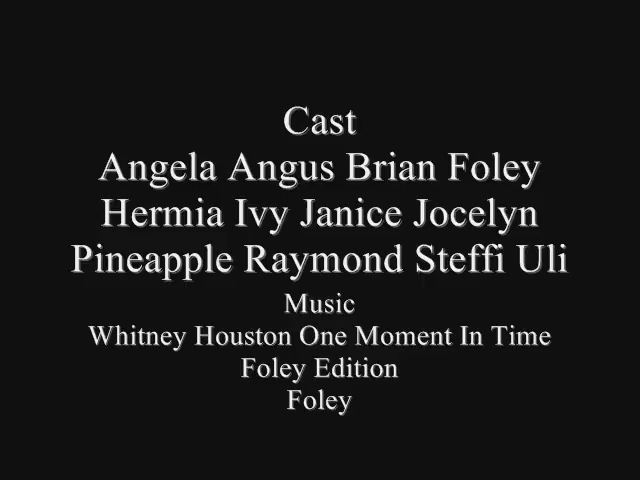 Cast
Angela Angus Brian Foley
Hermia Ivy Janice Jocelyn
Pineapple Raymond Steffi Uli
Music
Whitney Houston One Moment In Time
Foley Edition
Foley